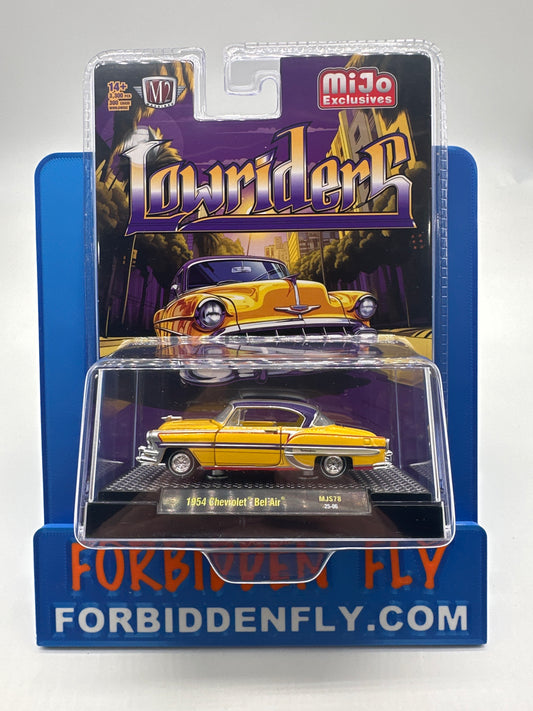 14+
M2
MiJo
Exclusives
Lowriders
1954 Chevrolet Bel Air
MJS78
25-06
FORBIDDEN FLY
FORBIDDENFLY.COM